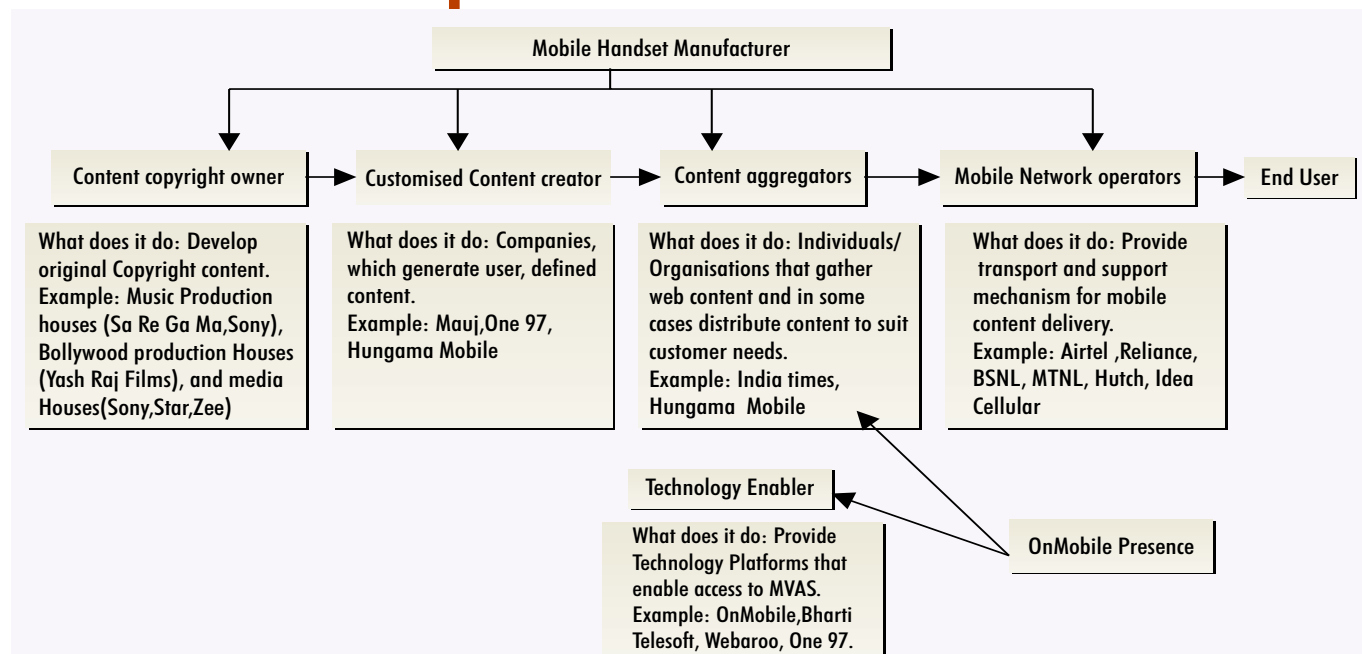 Mobile Handset Manufacturer
Content copyright owner
Customised Content creator
Content aggregators
Mobile Network operators
End User
What does it do: Develop
original Copyright content.
Example: Music Production
houses (Sa Re Ga Ma,Sony),
Bollywood production Houses
(Yash Raj Films), and media
Houses(Sony,Star,Zee)
What does it do: Companies,
which generate user, defined
content.
Example: Mauj,One 97,
Hungama Mobile
What does it do: Individuals/
Organisations that gather
web content and in some
cases distribute content to suit
customer needs.
Example: India times,
Hungama Mobile
What does it do: Provide
transport and support
mechanism for mobile
content delivery.
Example: Airtel ,Reliance,
BSNL, MTNL, Hutch, Idea
Cellular
Technology Enabler
What does it do: Provide
Technology Platforms that
enable access to MVAS.
Example: OnMobile,Bharti
Telesoft, Webaroo, One 97.
OnMobile Presence